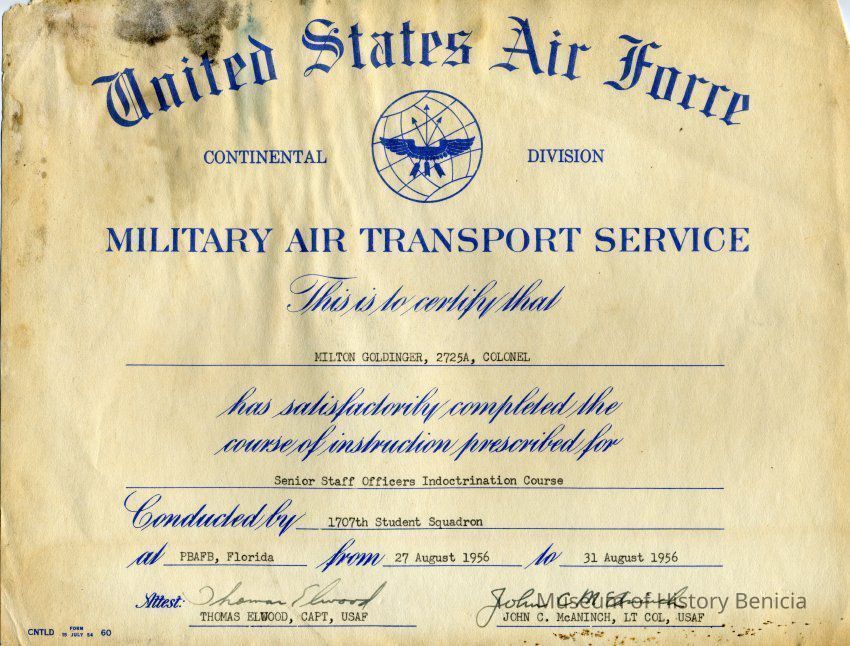 United States Air Force
CONTINENTAL DIVISION
MILITARY AIR TRANSPORT SERVICE
This is to certify that
MILTON GOLDINGER, 2725A, COLONEL
has satisfactorily completed the
course of instruction prescribed for
Senior Staff Officers Indoctrination Course
Conducted by 1707th Student Squadron
at PBAFB, Florida from 27 August 1956 to 31 August 1956
Attest: Thomas Elwood John C. McAninch
Museum of History Benicia
THOMAS ELWOOD, CAPT, USAF JOHN C. McANINCH, LT COL, USAF
CNTLD FORM 15 JULY 54 60